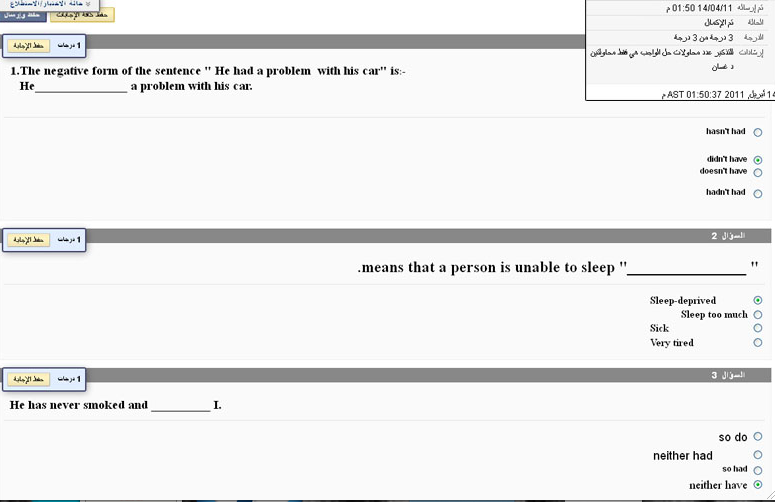 حالة الاختبار/الاستطلاع
حفظ وإرسال
حفظ كافة الإجابات
تم إرسالة 14/04/11 01:50 م
الحالة تم الإكمال
الدرجة 3 درجة من 3 درجة
إرشادات للتذكير عدد محاولات حل الواجب هي فقط محاولتين
د غسان
14 أبريل, 2011 01:50:37 AST م
1 درجات
حفظ الإجابة
1.The negative form of the sentence " He had a problem with his car" is:-
He______________ a problem with his car.
hasn't had
didn't have
doesn't have
hadn't had
السؤال 2
1 درجات
حفظ الإجابة
.means that a person is unable to sleep "________________ "
Sleep-deprived
Sleep too much
Sick
Very tired
السؤال 3
1 درجات
حفظ الإجابة
He has never smoked and __________ I.
so do
neither had
so had
neither have